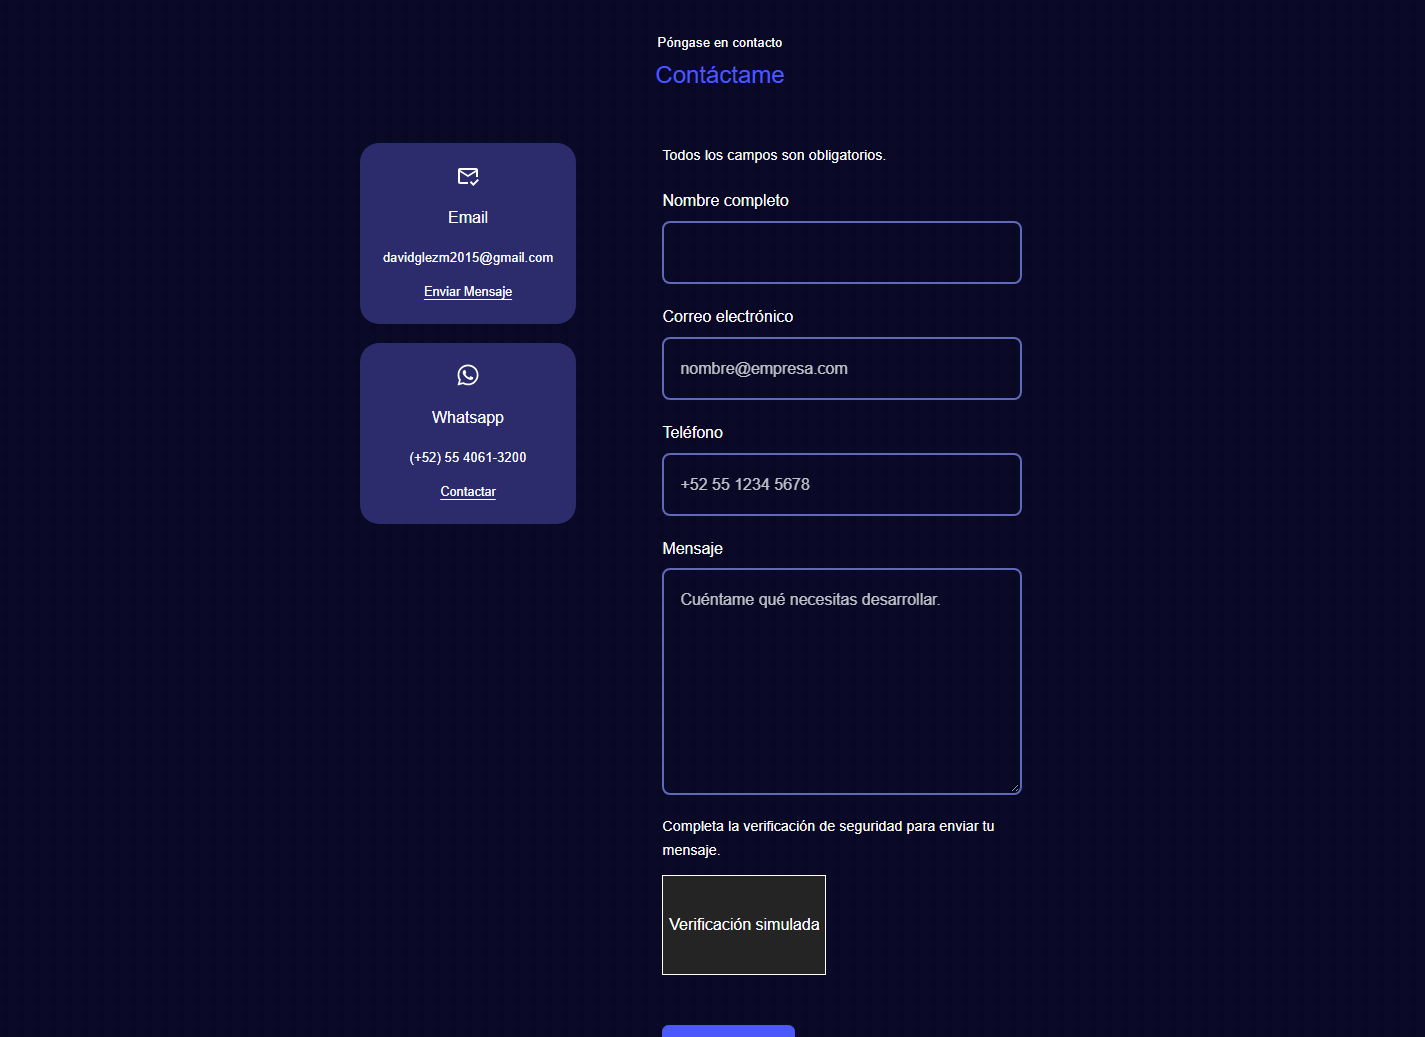 Póngase en contacto
Contáctame
Email
davidglezm2015@gmail.com
Enviar Mensaje
Whatsapp
(+52) 55 4061-3200
Contactar
Todos los campos son obligatorios.
Nombre completo
Correo electrónico
nombre@empresa.com
Teléfono
+52 55 1234 5678
Mensaje
Cuéntame qué necesitas desarrollar.
Completa la verificación de seguridad para enviar tu
mensaje.
Verificación simulada